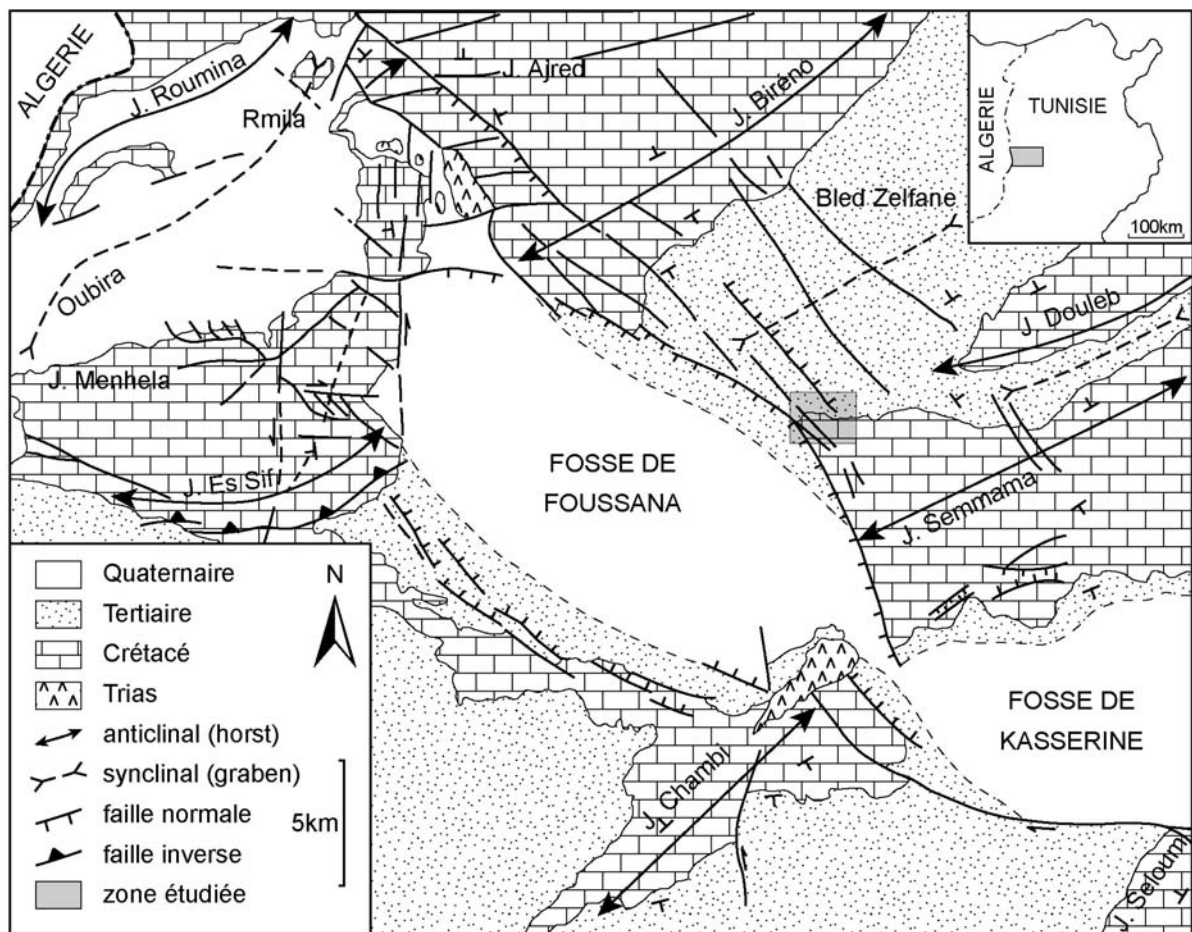 ALGERIE
J. Roumina
Rmila
J. Ajred
J. Biréno
ALGERIE
TUNISIE
100km
Bled Zelfane
Oubira
J. Douleb
J. Menhela
J. Es Sif
FOSSE DE
FOUSSANA
J. Semmama
Quaternaire
N
Tertiaire
Crétacé
Trias
anticlinal (horst)
synclinal (graben)
faille normale
5km
faille inverse
zone étudiée
J. Chambi
FOSSE DE
KASSERINE
J. Seloumi